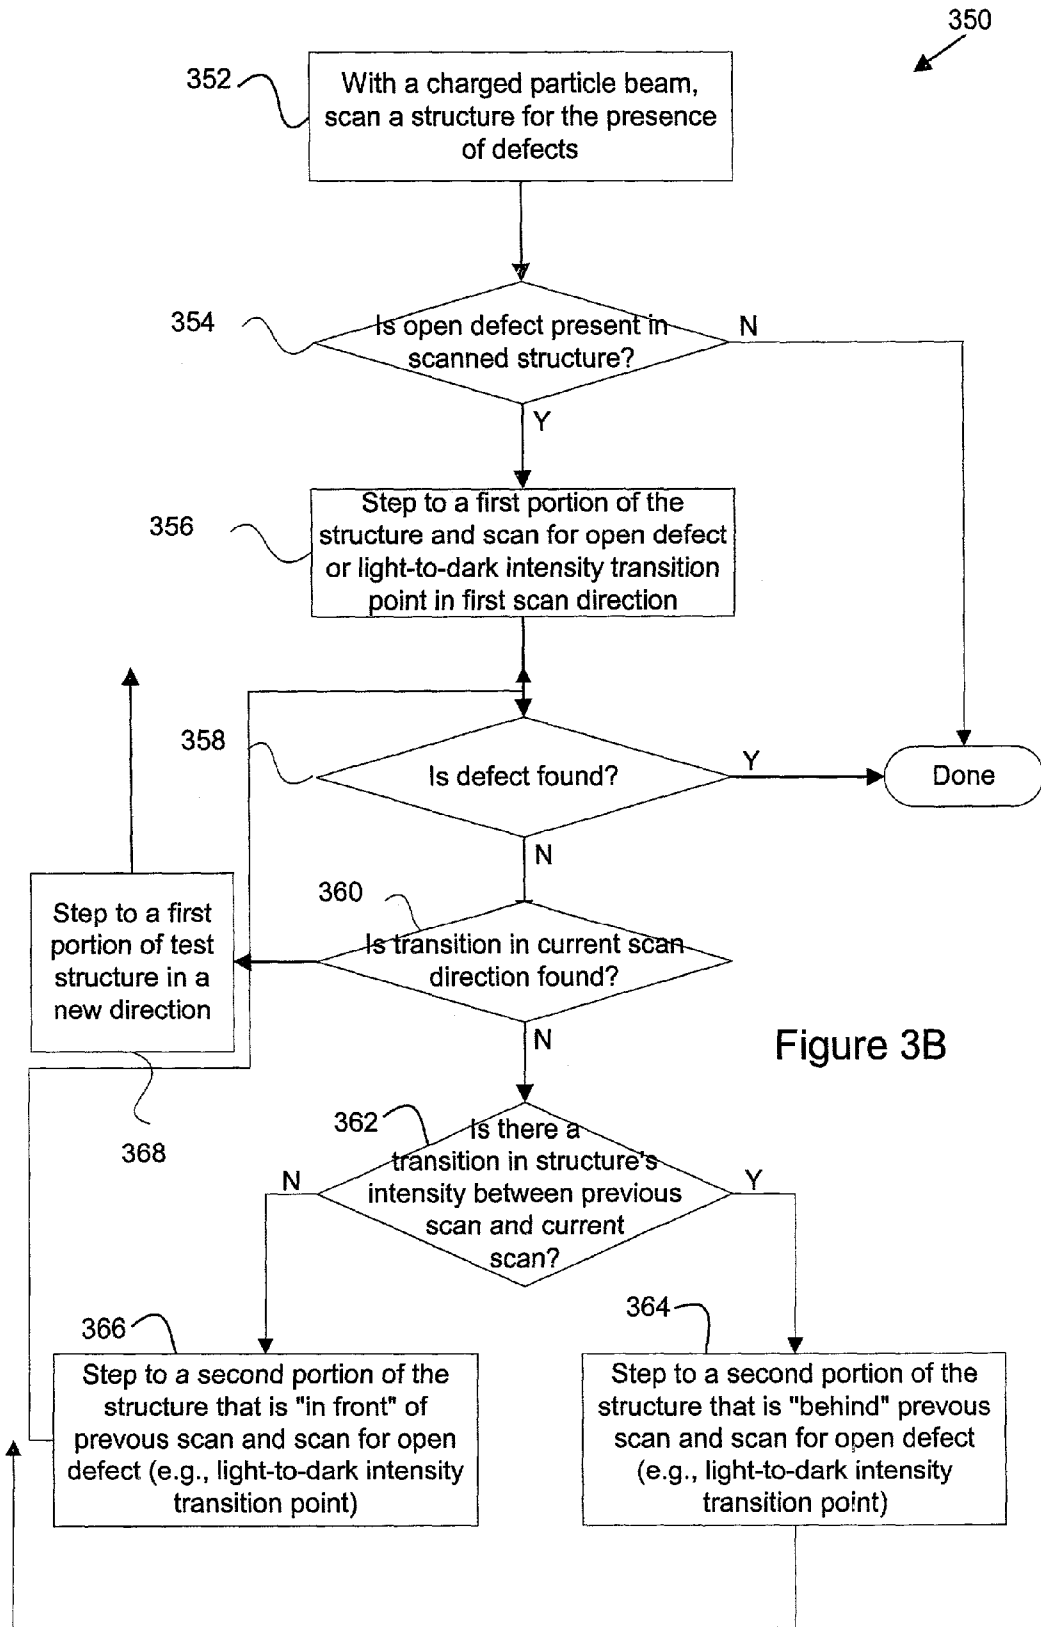 350
352
With a charged particle beam,
scan a structure for the presence
of defects
354
Is open defect present in
scanned structure?
N
Y
356
Step to a first portion of the
structure and scan for open defect
or light-to-dark intensity transition
point in first scan direction
358
Is defect found?
Y
Done
N
360
Is transition in current scan
direction found?
Step to a first
portion of test
structure in a
new direction
368
N
Figure 3B
362
Is there a
transition in structure's
intensity between previous
scan and current
scan?
N
Y
366
Step to a second portion of the
structure that is "in front" of
prevous scan and scan for open
defect (e.g., light-to-dark intensity
transition point)
364
Step to a second portion of the
structure that is "behind" prevous
scan and scan for open defect
(e.g., light-to-dark intensity
transition point)